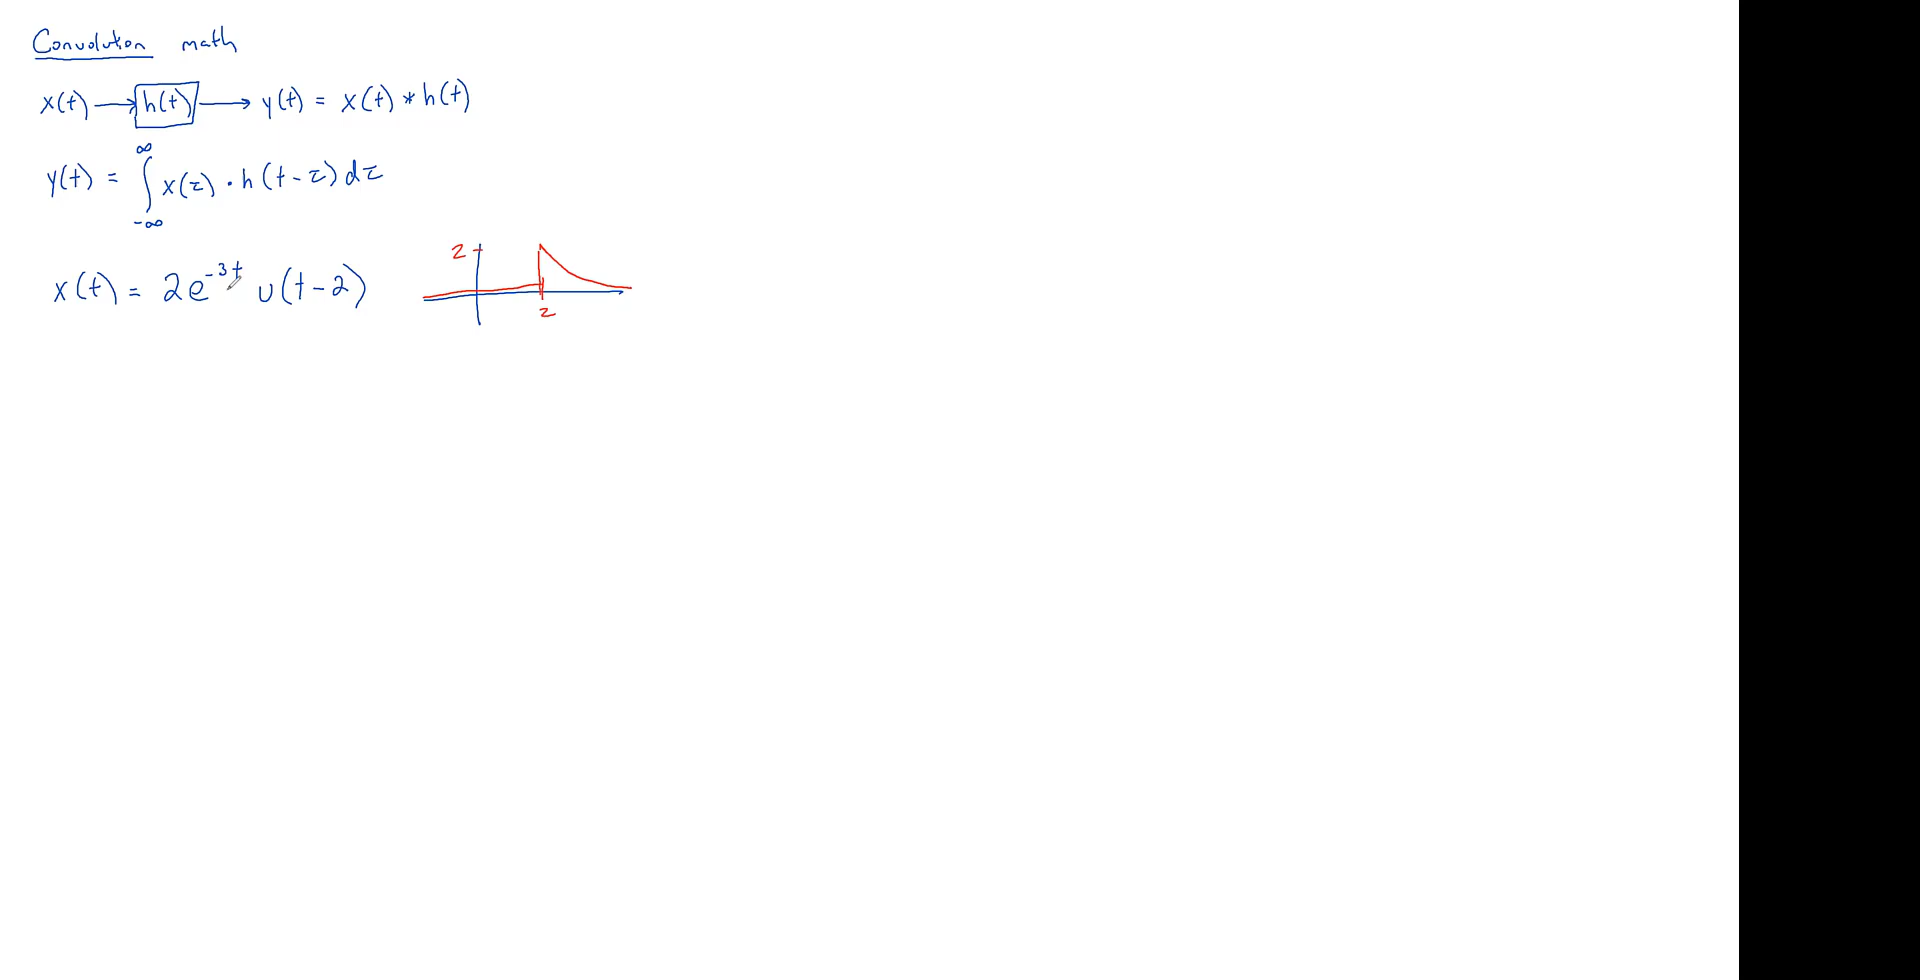 Convolution math
x(t) → h(t) → y(t) = x(t) * h(t)
y(t) = ∫_{-∞}^{∞} x(τ) · h(t-τ) dτ
x(t) = 2e^{-3t} u(t-2)
2
2